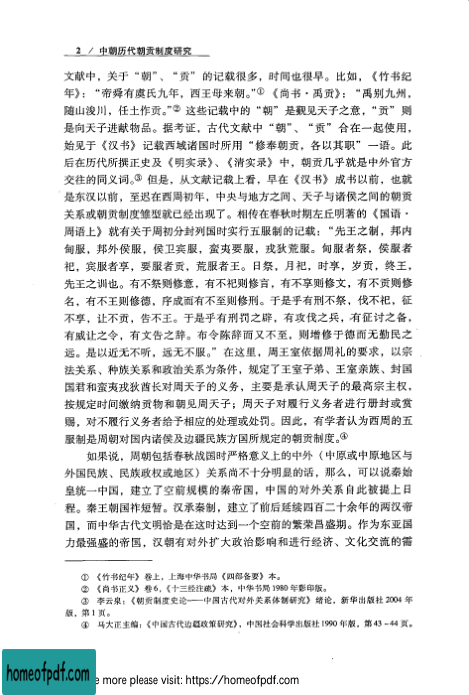 2 / 中朝历代朝贡制度研究
文献中，关于“朝”、“贡”的记载很多，时间也很早。比如，《竹书纪
年》：“帝舜有虞氏九年，西王母来朝。”① 《尚书·禹贡》：“禹别九州，
随山浚川，任土作贡。”② 这些记载中的“朝”是觐见天子之意，“贡”则
是向天子进献物品。据考证，古代文献中“朝”、“贡”合在一起使用，
始见于《汉书》记载西域诸国时所用“修奉朝贡，各以其职”一语。此
后在历代所撰正史及《明实录》、《清实录》中，朝贡几乎就是中外官方
交往的同义词。③ 但是，从文献记载上看，早在《汉书》成书以前，也就
是东汉以前，至迟在西周初年，中央与地方之间、天子与诸侯之间的朝贡
关系或朝贡制度雏型就已经出现了。相传在春秋时期左丘明著的《国语·
周语上》就有关于周初分封列国时实行五服制的记载：“先王之制，邦内
甸服，邦外侯服，侯卫宾服，蛮夷要服，戎狄荒服。甸服者祭，侯服者
祀，宾服者享，要服者贡，荒服者王。日祭，月祀，时享，岁贡，终王，
先王之训也。有不祭则修意，有不祀则修言，有不享则修文，有不贡则修
名，有不王则修德，序成而有不至则修刑。于是乎有刑不祭，伐不祀，征
不享，让不贡，告不王。于是乎有刑罚之辟，有攻伐之兵，有征讨之备，
有威让之令，有文告之辞。布令陈辞而又不至，则增修于德而无勤民之
远。是以近无不听，远无不服。”在这里，周王室依据周礼的要求，以宗
法关系、种族关系和政治关系为条件，规定了王室子弟、王室亲族、封国
国君和蛮夷戎狄酋长对周天子的义务，主要是承认周天子的最高宗主权，
按规定时间缴纳贡物和朝见周天子；周天子对履行义务者进行册封或赏
赐，对不履行义务者给予相应的处理或处罚。因此，有学者认为西周的五
服制是周朝对国内诸侯及边疆民族方国所规定的朝贡制度。④
如果说，周朝包括春秋战国时严格意义上的中外（中原或中原地区与
外国民族、民族政权或地区）关系尚不十分明显的话，那么，可以说秦始
皇统一中国，建立了空前规模的秦帝国，中国的对外关系自此被提上日
程。秦王朝国祚短暂。汉承秦制，建立了前后延续四百二十余年的两汉帝
国，而中华古代文明恰是在这时达到一个空前的繁荣昌盛期。作为东亚国
力最强盛的帝国，汉朝有对外扩大政治影响和进行经济、文化交流的需
① 《竹书纪年》卷上，上海中华书局《四部备要》本。
② 《尚书正义》卷6，《十三经注疏》本，中华书局1980年影印版。
③ 李云泉：《朝贡制度史论——中国古代对外关系体制研究》绪论，新华出版社2004年
版，第1页。
④ 马大正主编：《中国古代边疆政策研究》，中国社会科学出版社1990年版，第43－44页。
homeofpdf.com
e more please visit: https://homeofpdf.com